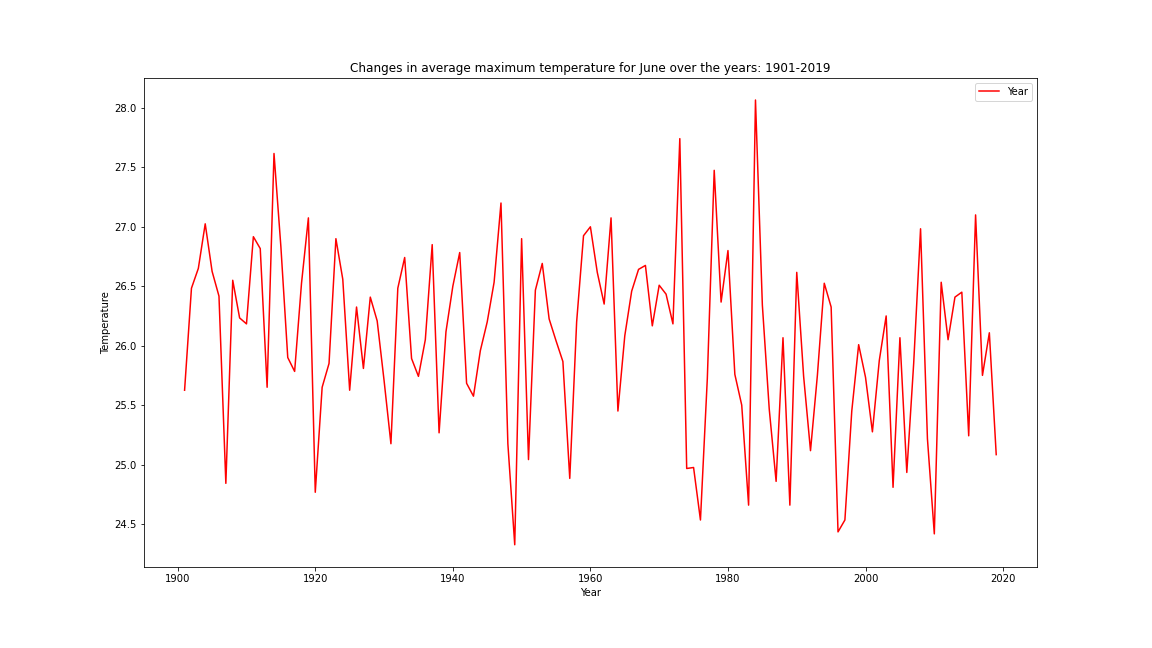 Changes in average maximum temperature for June over the years: 1901-2019
Year
28.0
27.5
27.0
26.5
26.0
25.5
25.0
24.5
Temperature
1900 1920 1940 1960 1980 2000 2020
Year